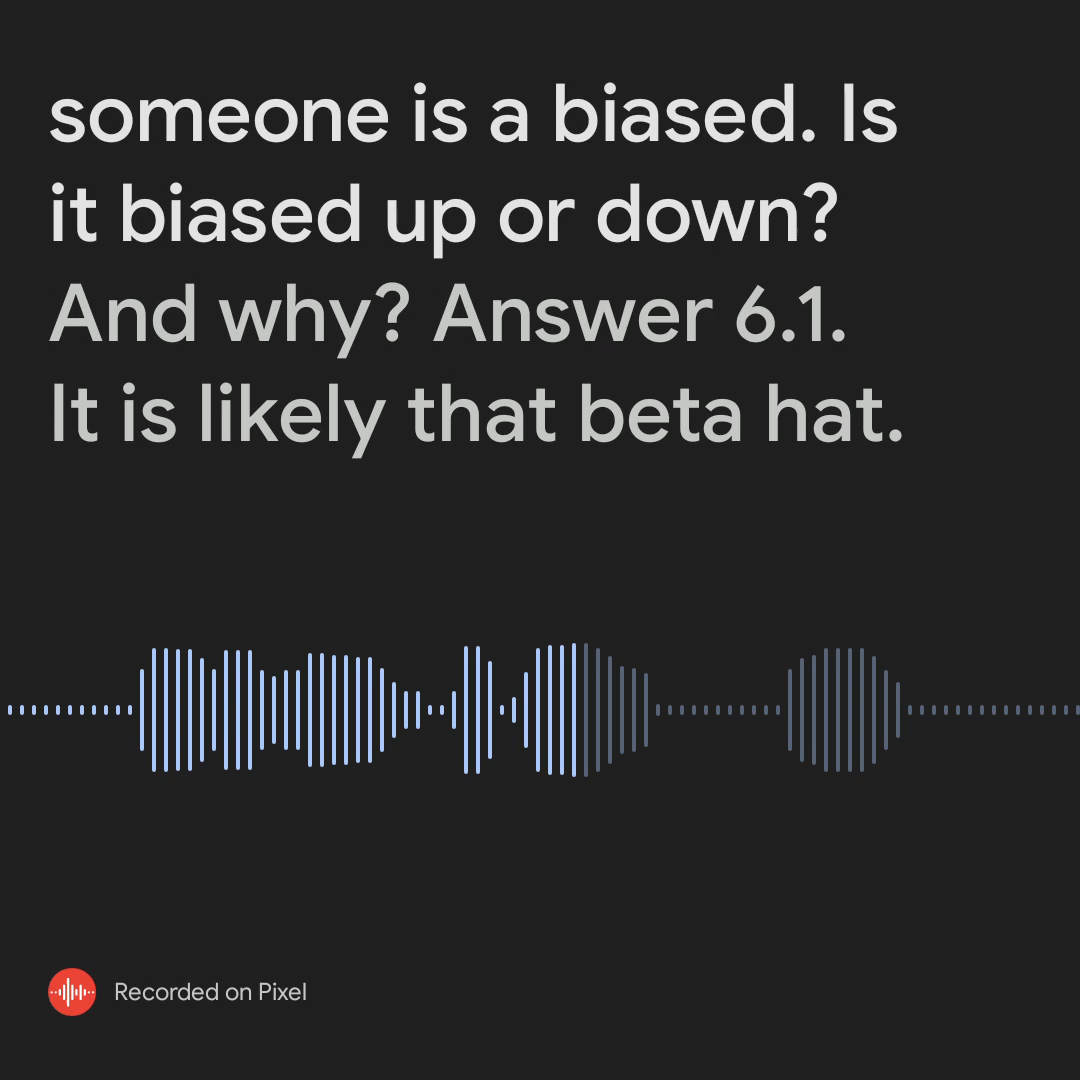 someone is a biased. Is
it biased up or down?
And why? Answer 6.1.
It is likely that beta hat.
Recorded on Pixel